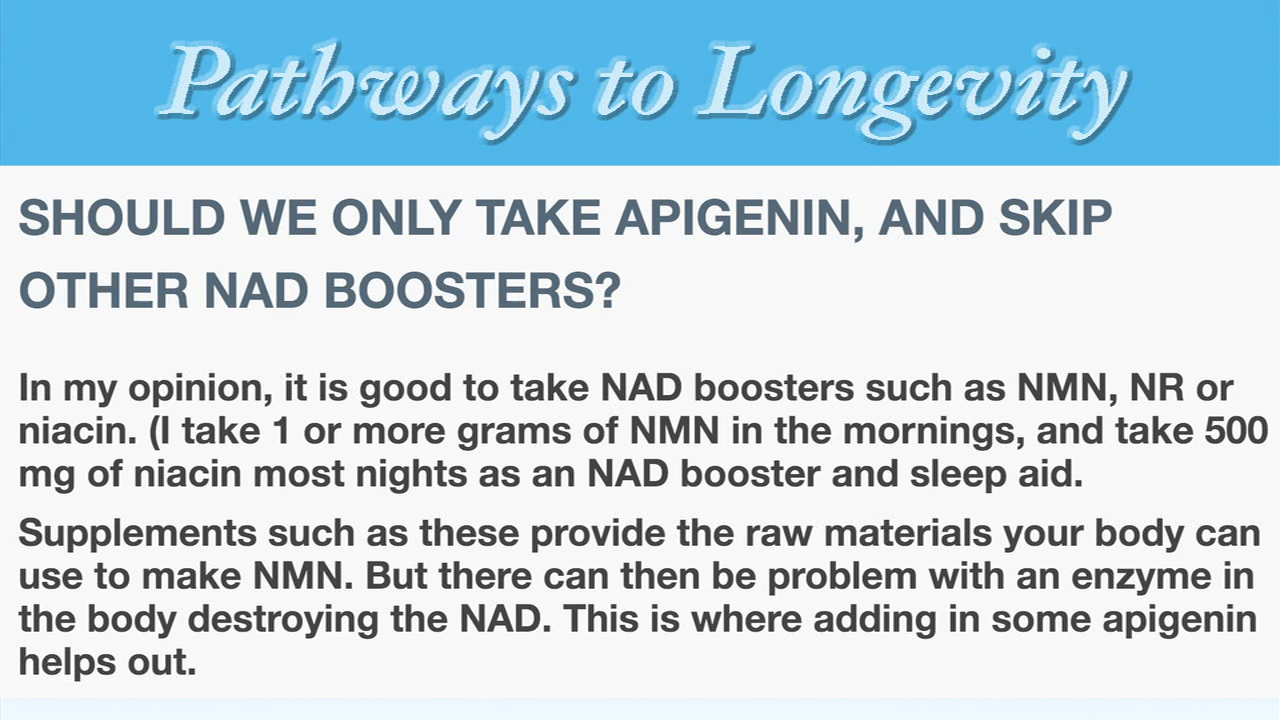 Pathways to Longevity
SHOULD WE ONLY TAKE APIGENIN, AND SKIP
OTHER NAD BOOSTERS?
In my opinion, it is good to take NAD boosters such as NMN, NR or
niacin. (I take 1 or more grams of NMN in the mornings, and take 500
mg of niacin most nights as an NAD booster and sleep aid.
Supplements such as these provide the raw materials your body can
use to make NMN. But there can then be problem with an enzyme in
the body destroying the NAD. This is where adding in some apigenin
helps out.